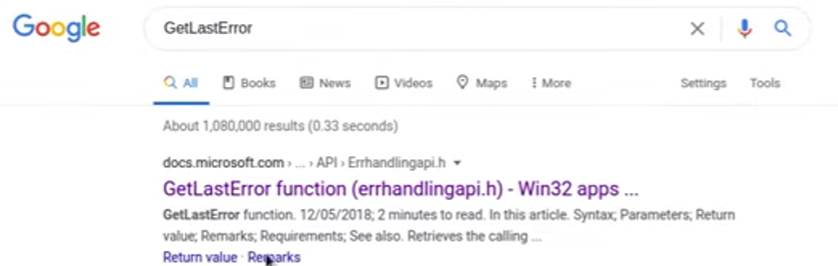 Google GetLastError
All Books News Videos Maps More Settings Tools
About 1,080,000 results (0.33 seconds)
docs.microsoft.com › ... › API › Errhandlingapi.h
GetLastError function (errhandlingapi.h) - Win32 apps ...
GetLastError function. 12/05/2018; 2 minutes to read. In this article. Syntax; Parameters; Return
value; Remarks; Requirements; See also. Retrieves the calling ...
Return value · Remarks